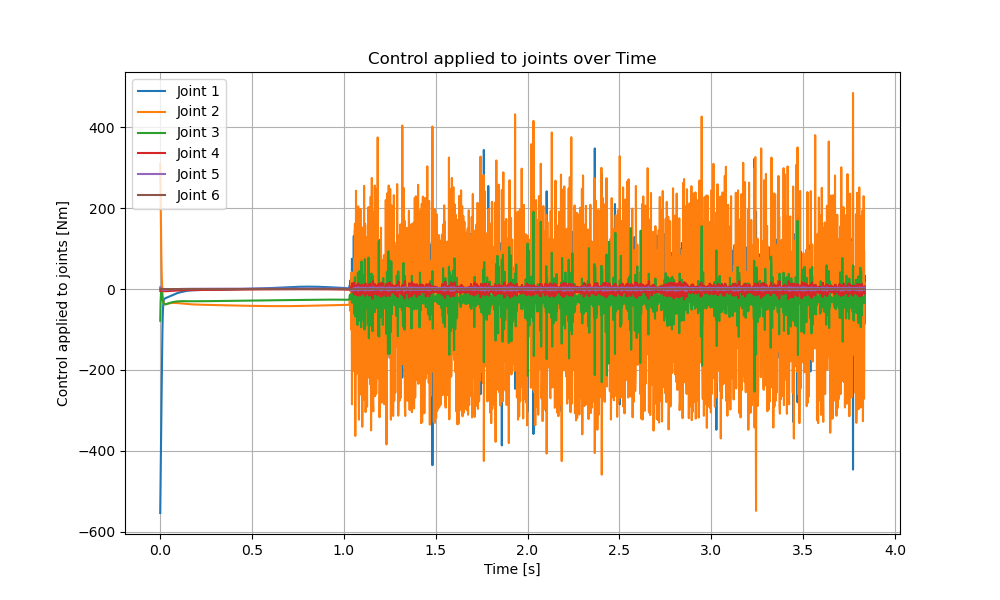 Control applied to joints over Time
Joint 1
Joint 2
Joint 3
Joint 4
Joint 5
Joint 6
Control applied to joints [Nm]
400
200
0
−200
−400
−600
0.0 0.5 1.0 1.5 2.0 2.5 3.0 3.5 4.0
Time [s]